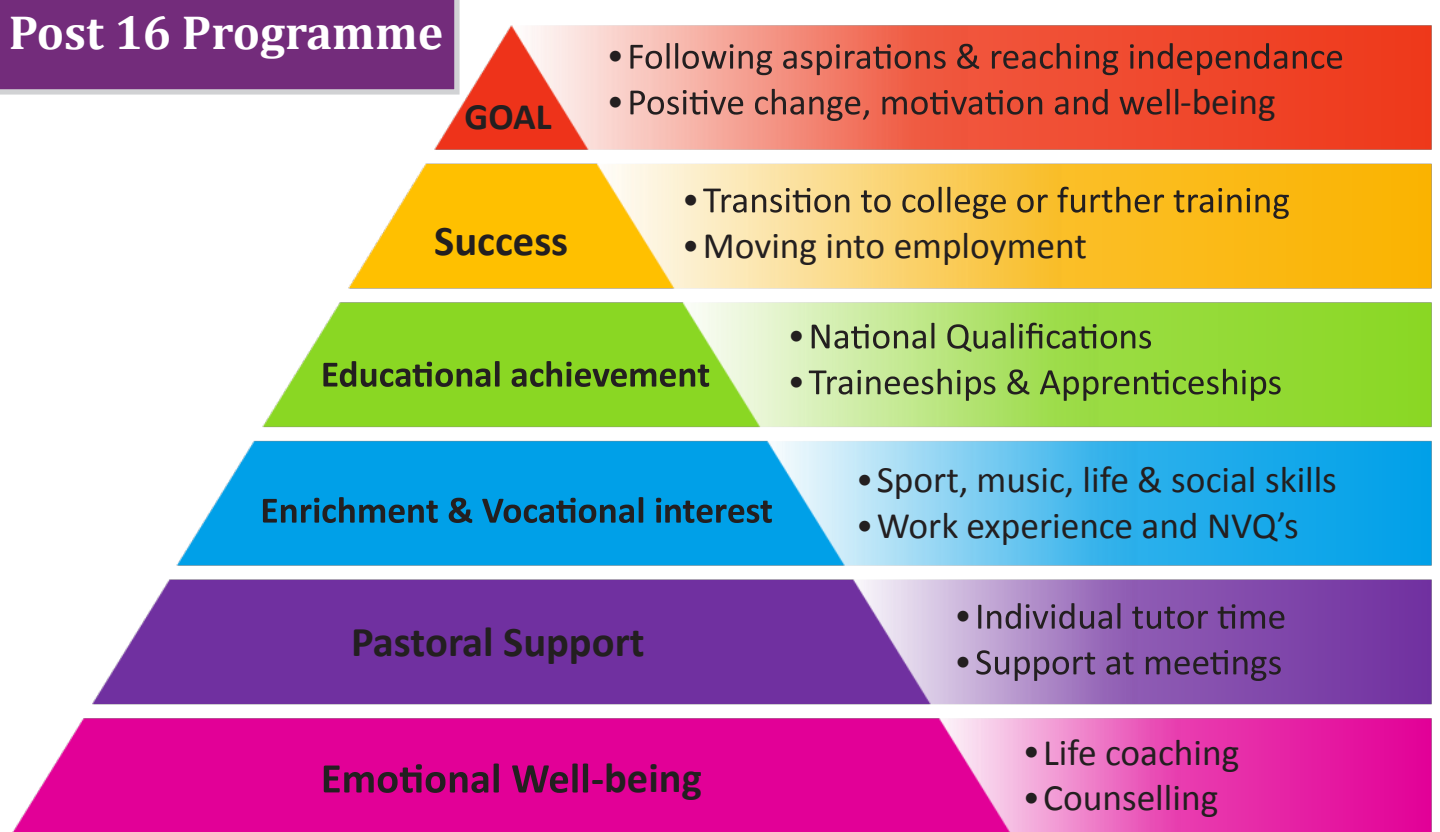 Post 16 Programme
GOAL
•Following aspirations & reaching independance
•Positive change, motivation and well-being
Success
•Transition to college or further training
•Moving into employment
Educational achievement
•National Qualifications
•Traineeships & Apprenticeships
Enrichment & Vocational interest
•Sport, music, life & social skills
•Work experience and NVQ’s
Pastoral Support
•Individual tutor time
•Support at meetings
Emotional Well-being
•Life coaching
•Counselling